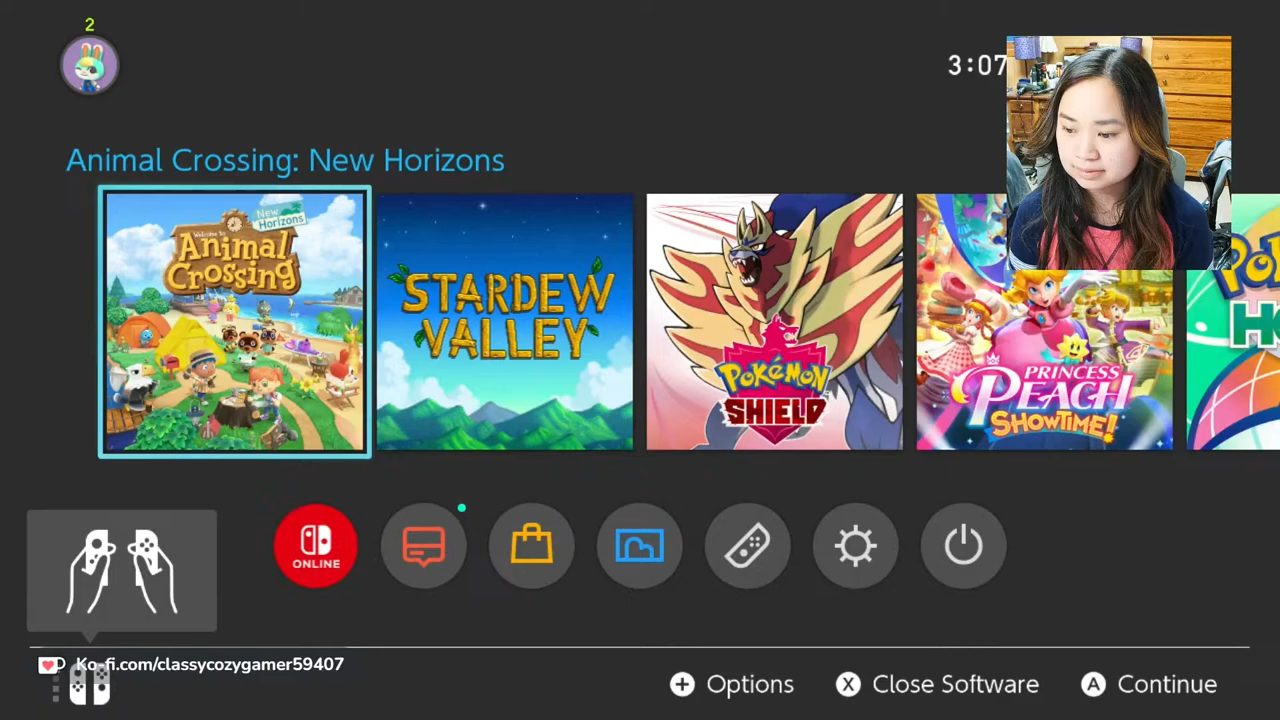 2
3:07
Animal Crossing: New Horizons
Welcome to
New Horizons
Animal Crossing
STARDEW
VALLEY
POKéMON
SHIELD
PRINCESS
PEACH
SHOWTIME!
ONLINE
Ko-fi.com/classycozygamer59407
+ Options
X Close Software
A Continue